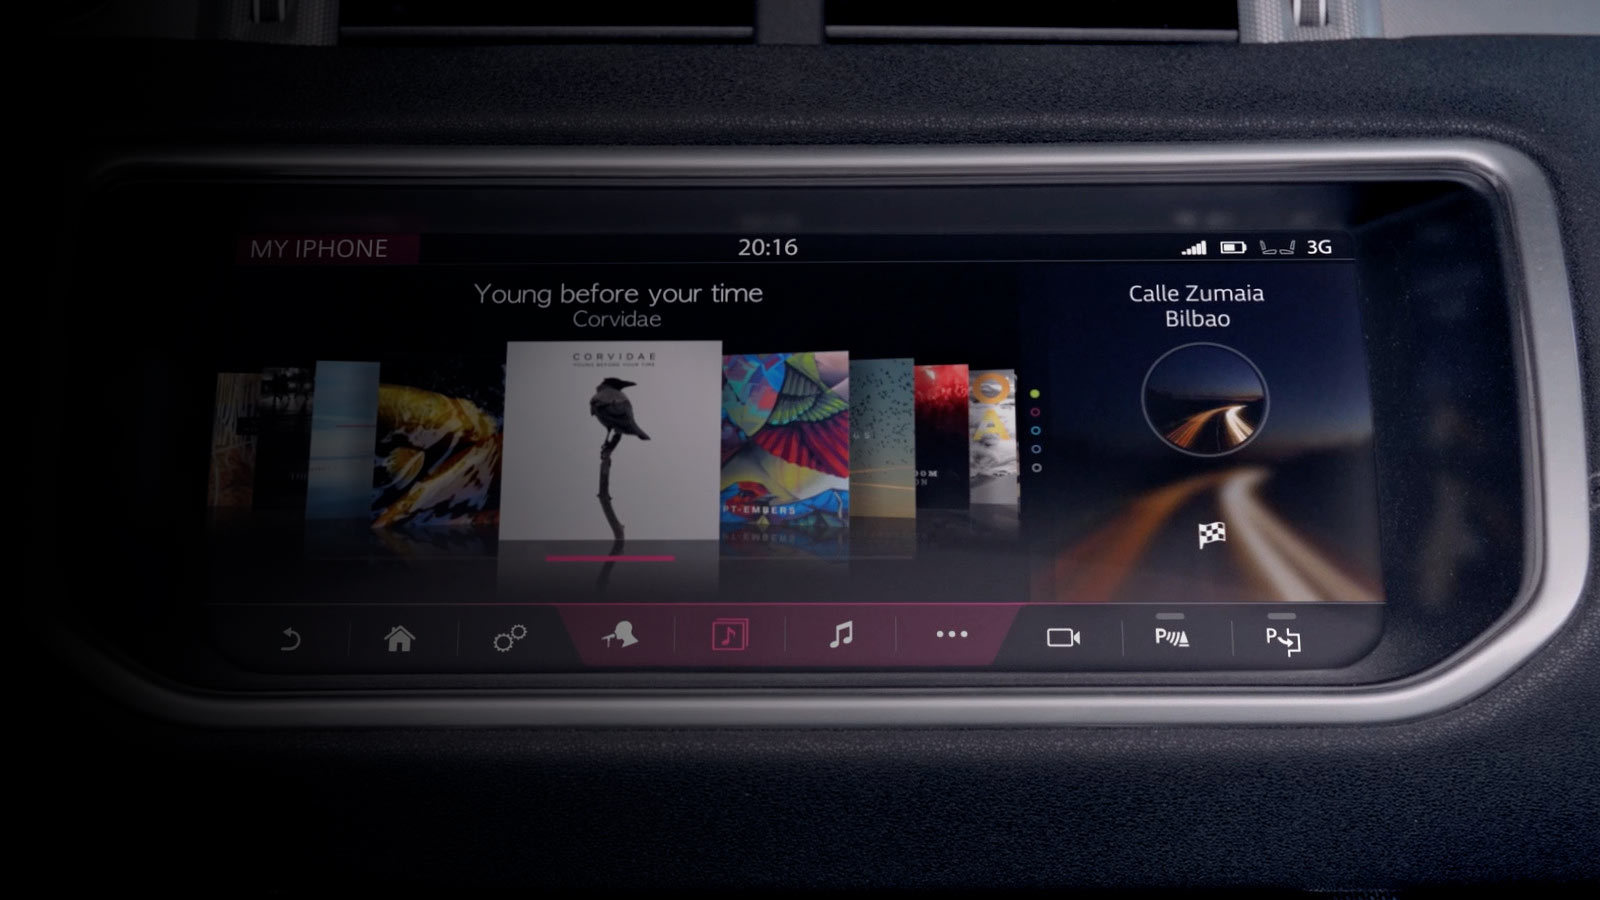 MY IPHONE
20:16
3G
Young before your time
Corvidae
Calle Zumaia
Bilbao
CORVIDAE
YOUNG BEFORE YOUR TIME
PT-EMBERS
OA
P
P